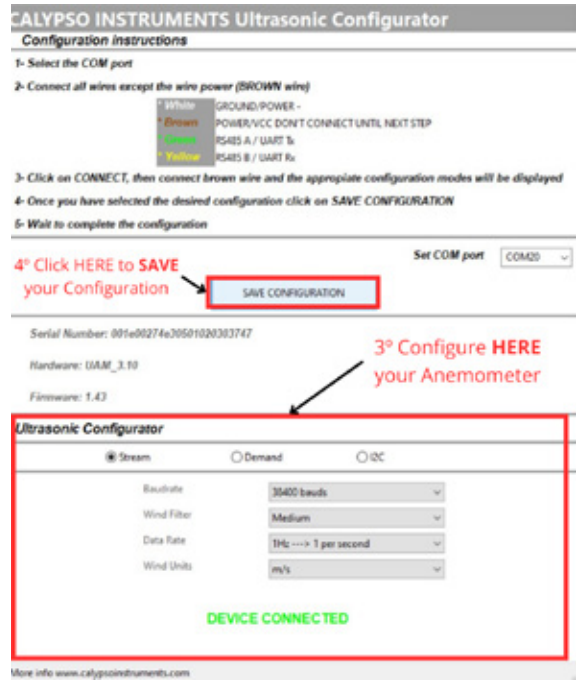 CALYPSO INSTRUMENTS Ultrasonic Configurator
Configuration instructions
1- Select the COM port
2- Connect all wires except the wire power (BROWN wire)
* White GROUND/POWER -
* Brown POWER/VCC DON'T CONNECT UNTIL NEXT STEP
* Green RS485 A / UART Tx
* Yellow RS485 B / UART Rx
3- Click on CONNECT, then connect brown wire and the appropiate configuration modes will be displayed
4- Once you have selected the desired configuration click on SAVE CONFIGURATION
5- Wait to complete the configuration
Set COM port COM20
4º Click HERE to SAVE
your Configuration
SAVE CONFIGURATION
Serial Number: 001e00274e30501020303747
3º Configure HERE
your Anemometer
Hardware: UAM_3.10
Firmware: 1.43
Ultrasonic Configurator
Stream Demand I2C
Baudrate 38400 bauds
Wind Filter Medium
Data Rate 1Hz ---> 1 per second
Wind Units m/s
DEVICE CONNECTED
More info www.calypsoinstruments.com